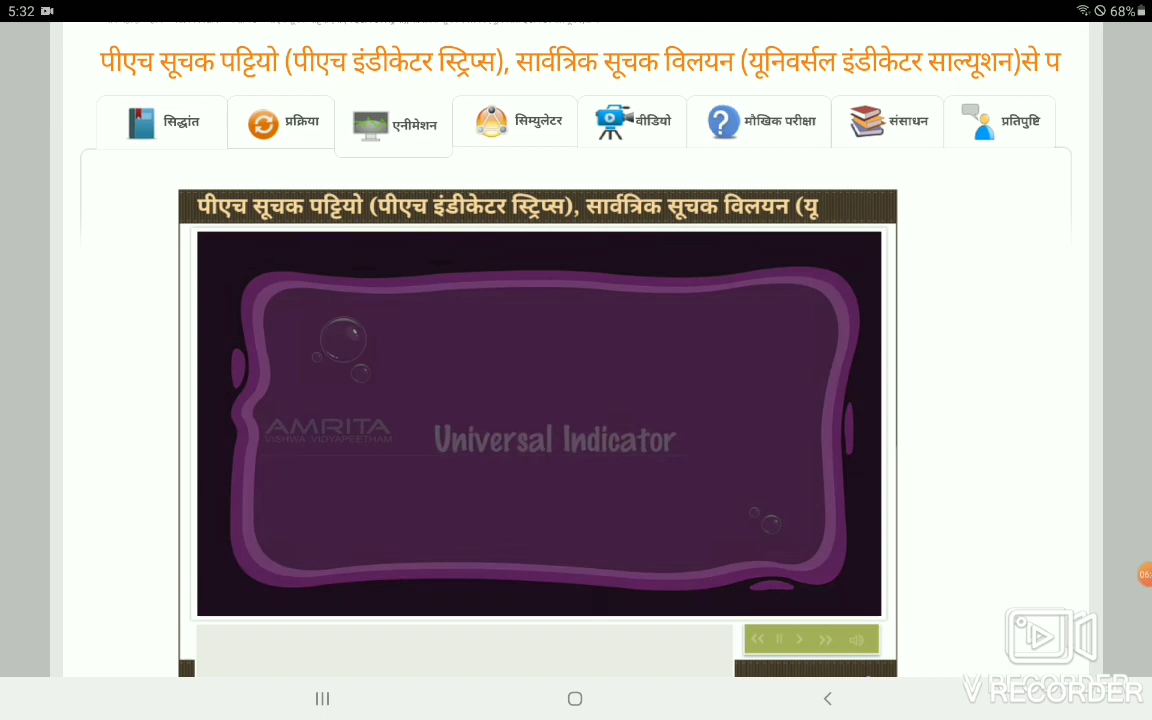 5:32
68%
पीएच सूचक पट्टियो (पीएच इंडीकेटर स्ट्रिप्स), सार्वत्रिक सूचक विलयन (यूनिवर्सल इंडीकेटर साल्यूशन)से प
सिद्धांत
प्रक्रिया
एनीमेशन
सिम्युलेटर
वीडियो
मौखिक परीक्षा
संसाधन
प्रतिपुष्टि
पीएच सूचक पट्टियो (पीएच इंडीकेटर स्ट्रिप्स), सार्वत्रिक सूचक विलयन (यू
AMRITA
VISHWA VIDYAPEETHAM
Universal Indicator
V RECORDER